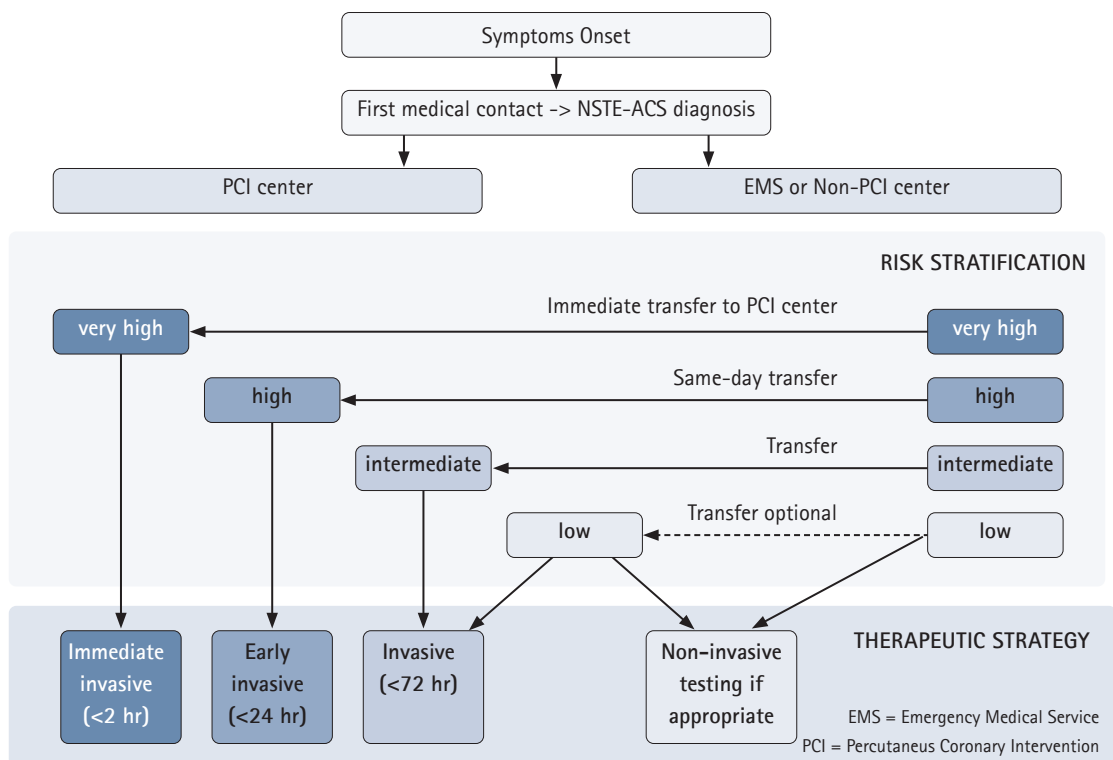 Symptoms Onset
First medical contact -> NSTE-ACS diagnosis
PCI center
EMS or Non-PCI center
RISK STRATIFICATION
Immediate transfer to PCI center
very high
very high
Same-day transfer
high
high
Transfer
intermediate
intermediate
Transfer optional
low
low
THERAPEUTIC STRATEGY
Immediate
invasive
(<2 hr)
Early
invasive
(<24 hr)
Invasive
(<72 hr)
Non-invasive
testing if
appropriate
EMS = Emergency Medical Service
PCI = Percutaneus Coronary Intervention